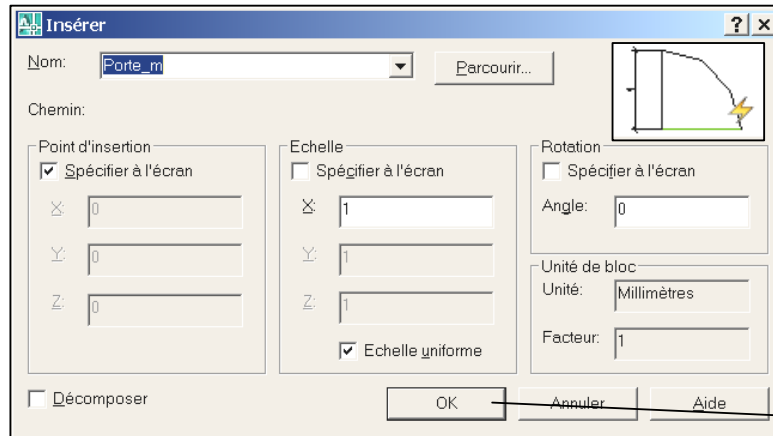 Insérer
Nom: Porte_m Parcourir...
Chemin:
Point d'insertion
Spécifier à l'écran
X: 0
Y: 0
Z: 0
Echelle
Spécifier à l'écran
X: 1
Y: 1
Z: 1
Echelle uniforme
Rotation
Spécifier à l'écran
Angle: 0
Unité de bloc
Unité: Millimètres
Facteur: 1
Décomposer
OK Annuler Aide